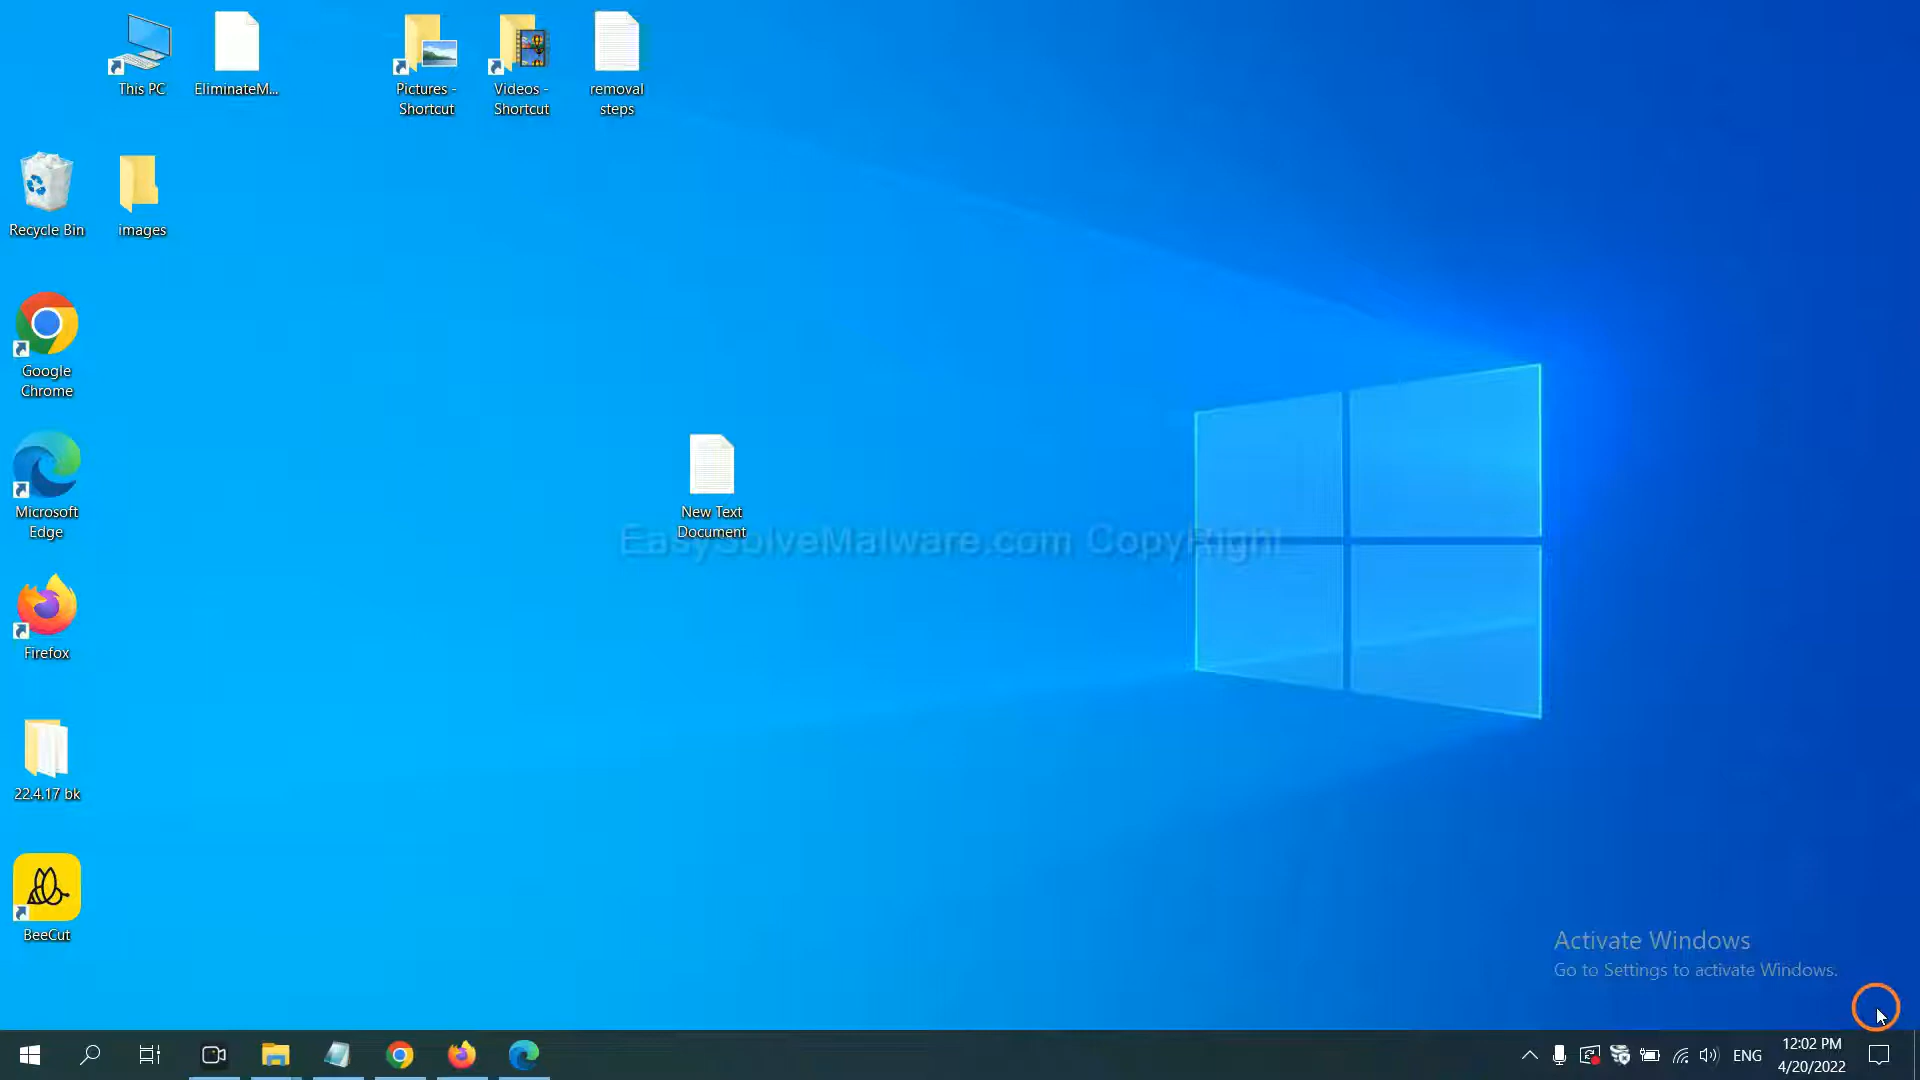 This PC
EliminateM...
Pictures -
Shortcut
Videos -
Shortcut
removal
steps
Recycle Bin
images
Google
Chrome
Microsoft
Edge
New Text
Document
EasySolveMalware.com CopyRight
Firefox
22.4.17 bk
BeeCut
Activate Windows
Go to Settings to activate Windows.
ENG
12:02 PM
4/20/2022